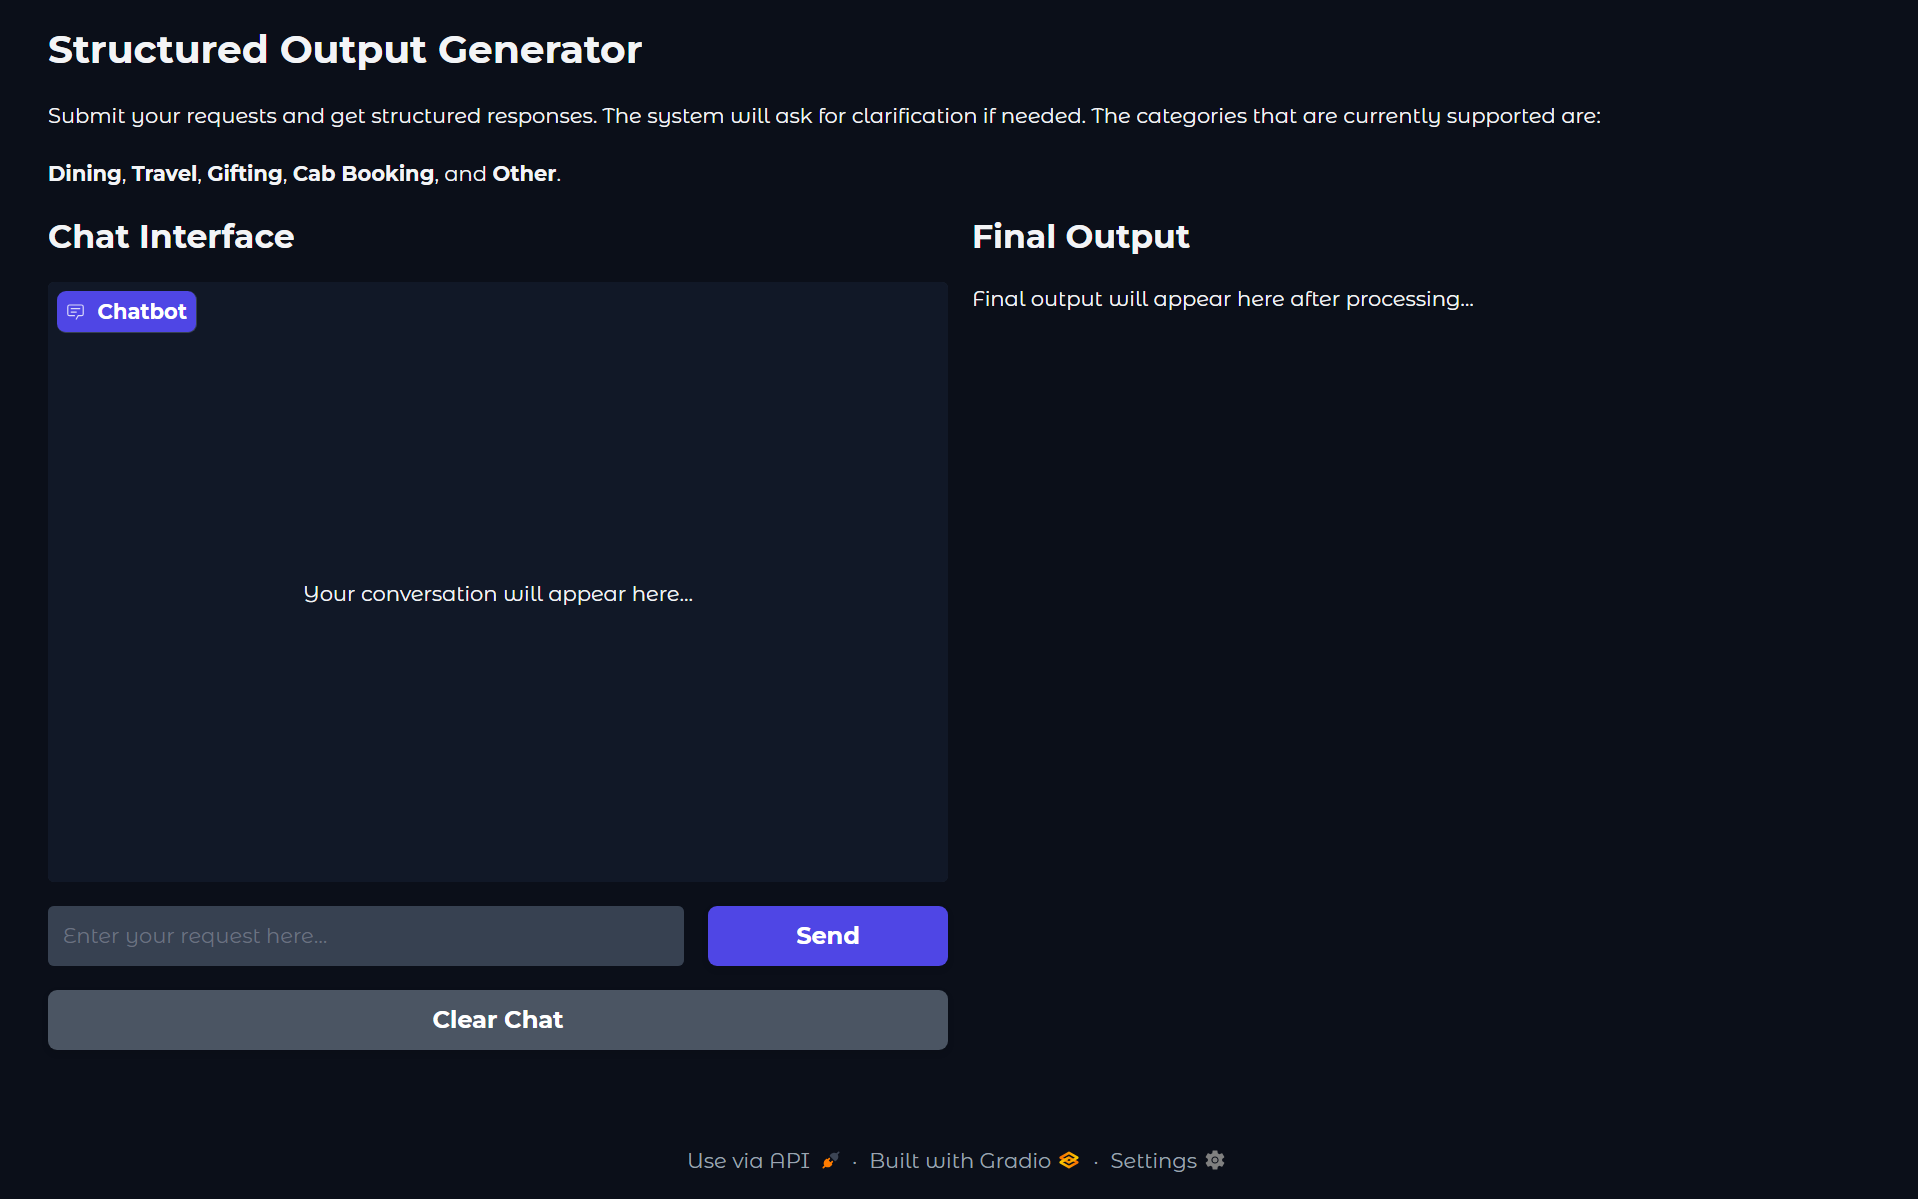 Structured Output Generator
Submit your requests and get structured responses. The system will ask for clarification if needed. The categories that are currently supported are:
Dining, Travel, Gifting, Cab Booking, and Other.
Chat Interface
Chatbot
Your conversation will appear here...
Enter your request here...
Send
Clear Chat
Final Output
Final output will appear here after processing...
Use via API · Built with Gradio · Settings